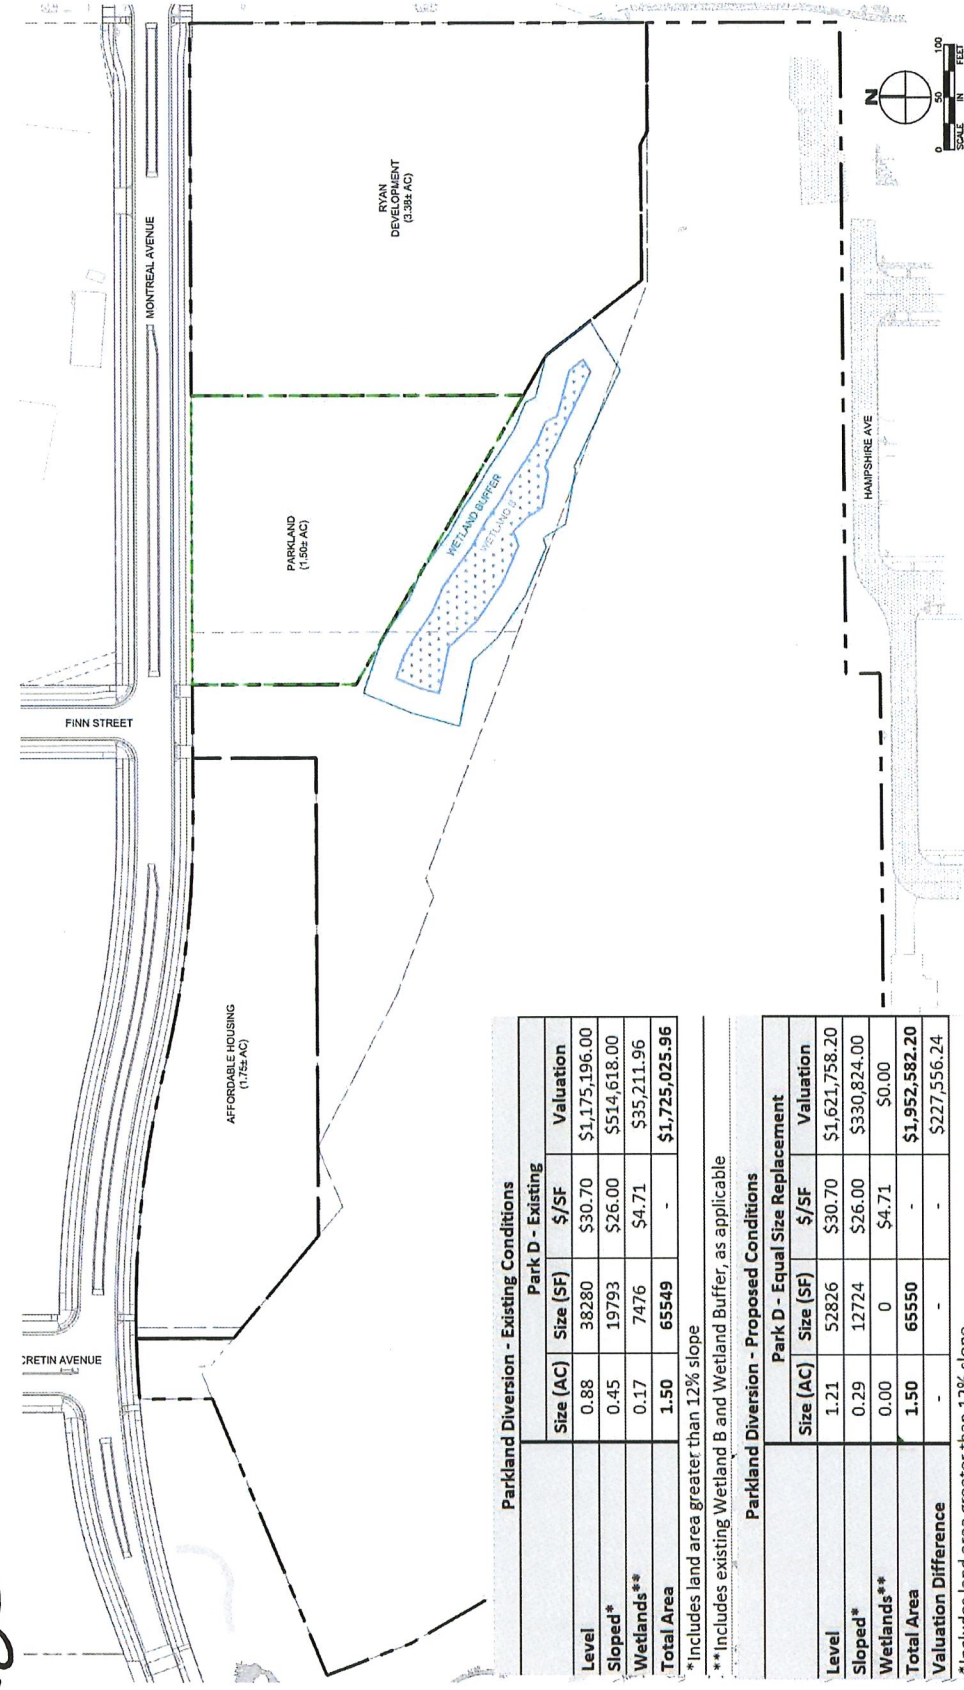 MONTREAL AVENUE
FINN STREET
CRETIN AVENUE
RYAN
DEVELOPMENT
(3.38± AC)
PARKLAND
(1.50± AC)
AFFORDABLE HOUSING
(1.75± AC)
WETLAND BUFFER
WETLAND B
HAMPSHIRE AVE
N
0 50 100
SCALE IN FEET
Parkland Diversion - Existing Conditions
Park D - Existing
Size (AC) Size (SF) $/SF Valuation
Level 0.88 38280 $30.70 $1,175,196.00
Sloped* 0.45 19793 $26.00 $514,618.00
Wetlands** 0.17 7476 $4.71 $35,211.96
Total Area 1.50 65549 - $1,725,025.96
*Includes land area greater than 12% slope
**Includes existing Wetland B and Wetland Buffer, as applicable
Parkland Diversion - Proposed Conditions
Park D - Equal Size Replacement
Size (AC) Size (SF) $/SF Valuation
Level 1.21 52826 $30.70 $1,621,758.20
Sloped* 0.29 12724 $26.00 $330,824.00
Wetlands** 0.00 0 $4.71 $0.00
Total Area 1.50 65550 - $1,952,582.20
Valuation Difference - - - $227,556.24
*Includes land area greater than 12% slope